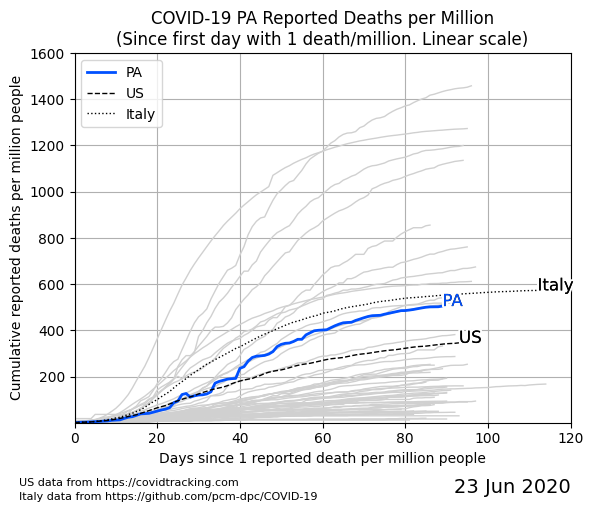 COVID-19 PA Reported Deaths per Million
(Since first day with 1 death/million. Linear scale)
Cumulative reported deaths per million people
1600
1400
1200
1000
800
600
400
200
PA
US
Italy
Italy
PA
US
0
20
40
60
80
100
120
Days since 1 reported death per million people
US data from https://covidtracking.com
Italy data from https://github.com/pcm-dpc/COVID-19
23 Jun 2020